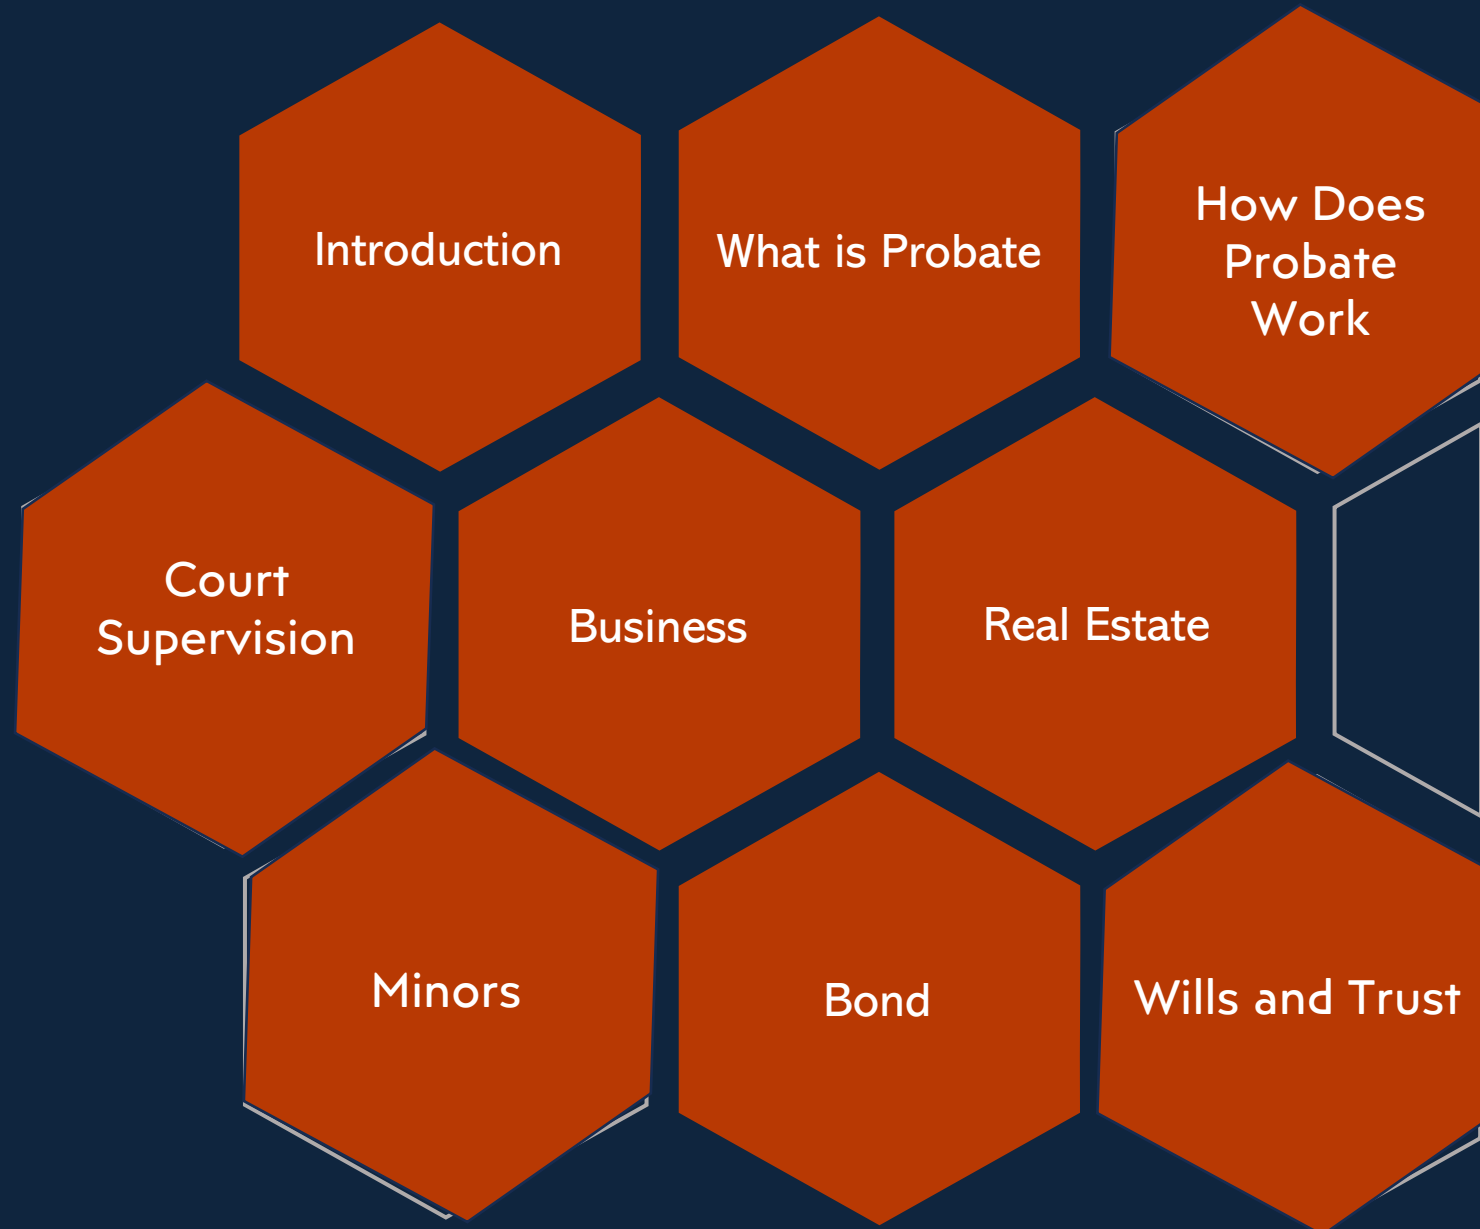 Introduction
What is Probate
How Does
Probate
Work
Court
Supervision
Business
Real Estate
Minors
Bond
Wills and Trust